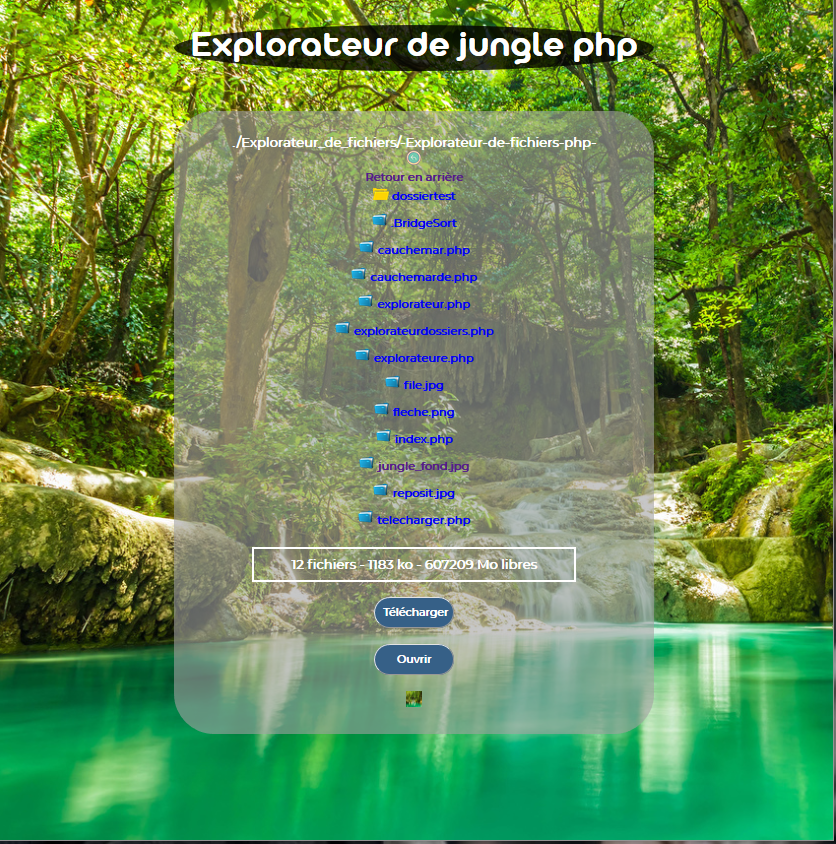 Explorateur de jungle php
./Explorateur_de_fichiers/-Explorateur-de-fichiers-php-
Retour en arrière
dossiertest
.BridgeSort
cauchemar.php
cauchemarde.php
explorateur.php
explorateurdossiers.php
explorateure.php
file.jpg
fleche.png
index.php
jungle_fond.jpg
reposit.jpg
telecharger.php
12 fichiers - 1183 ko - 607209 Mo libres
Télécharger
Ouvrir